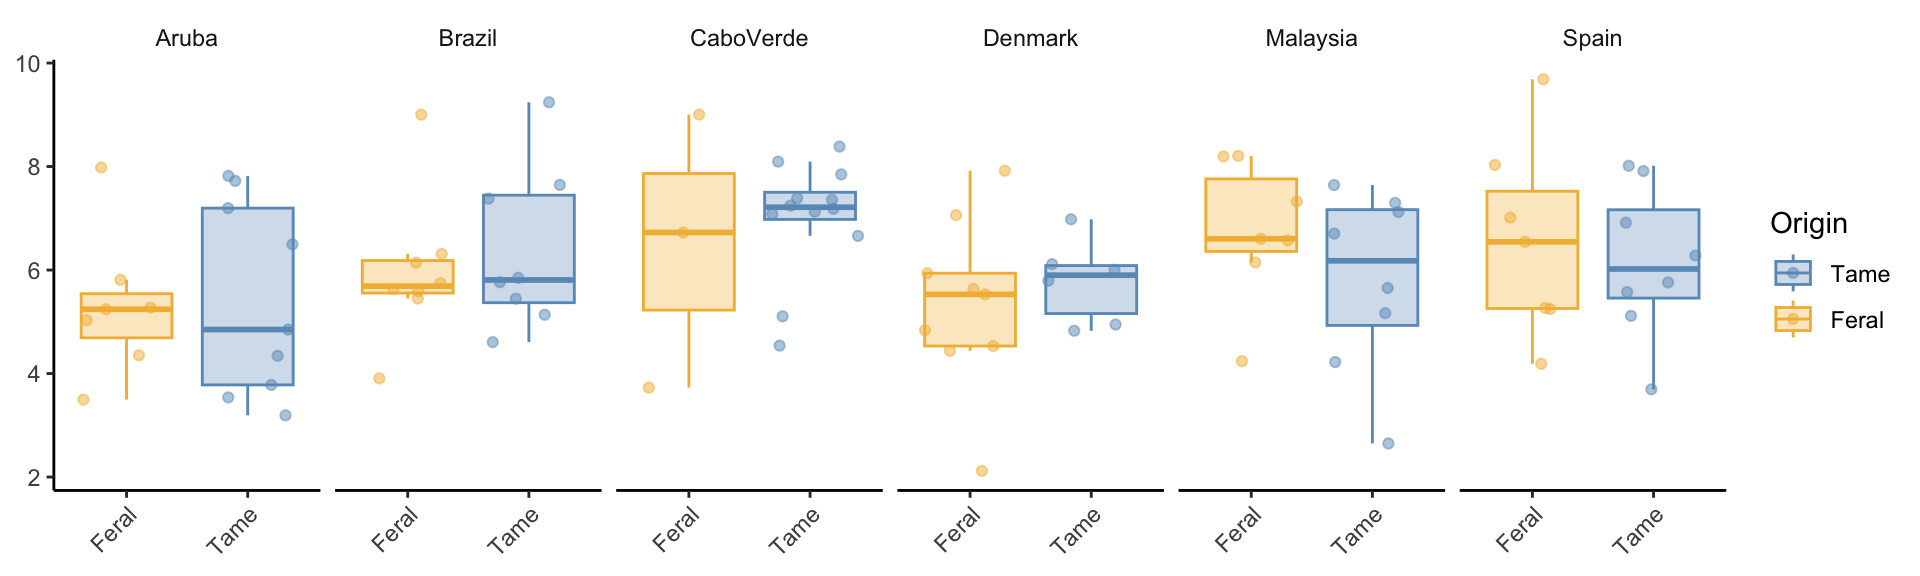 Aruba Brazil CaboVerde Denmark Malaysia Spain
10
8
6
4
2
Feral Tame Feral Tame Feral Tame Feral Tame Feral Tame Feral Tame
Origin
Tame
Feral